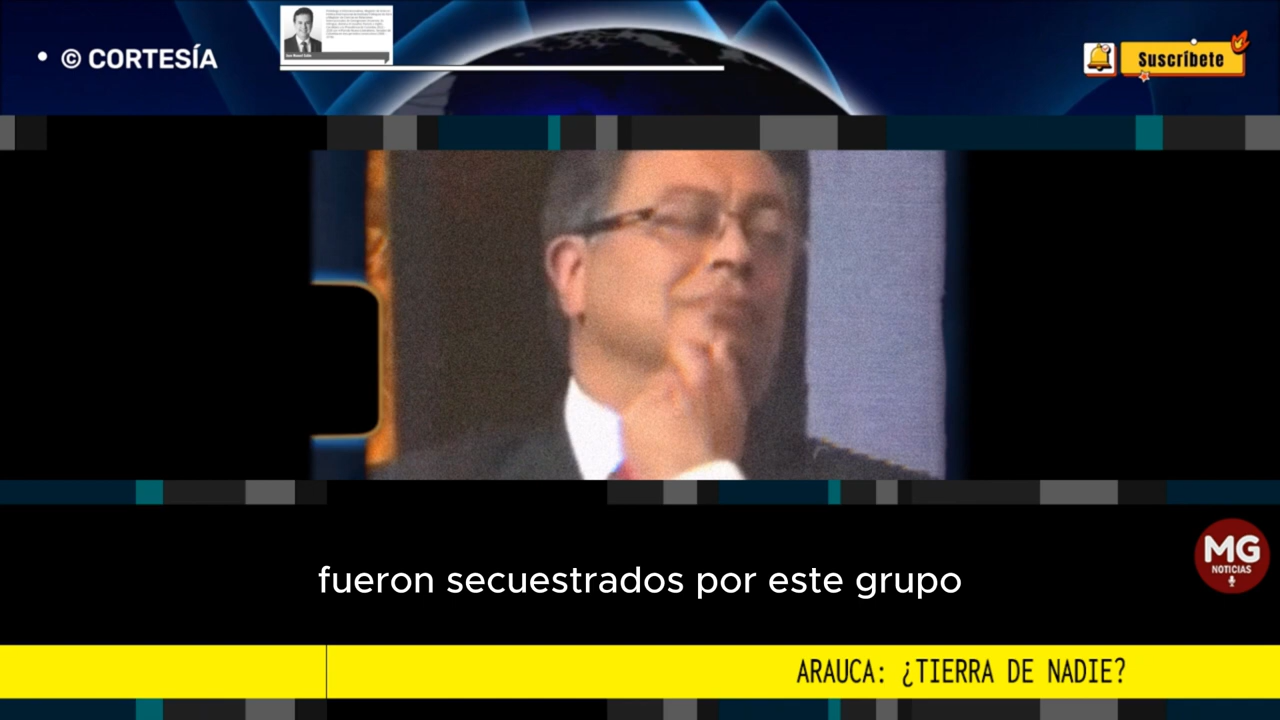 • © CORTESÍA
Suscríbete
fueron secuestrados por este grupo
MG
NOTICIAS
ARAUCA: ¿TIERRA DE NADIE?